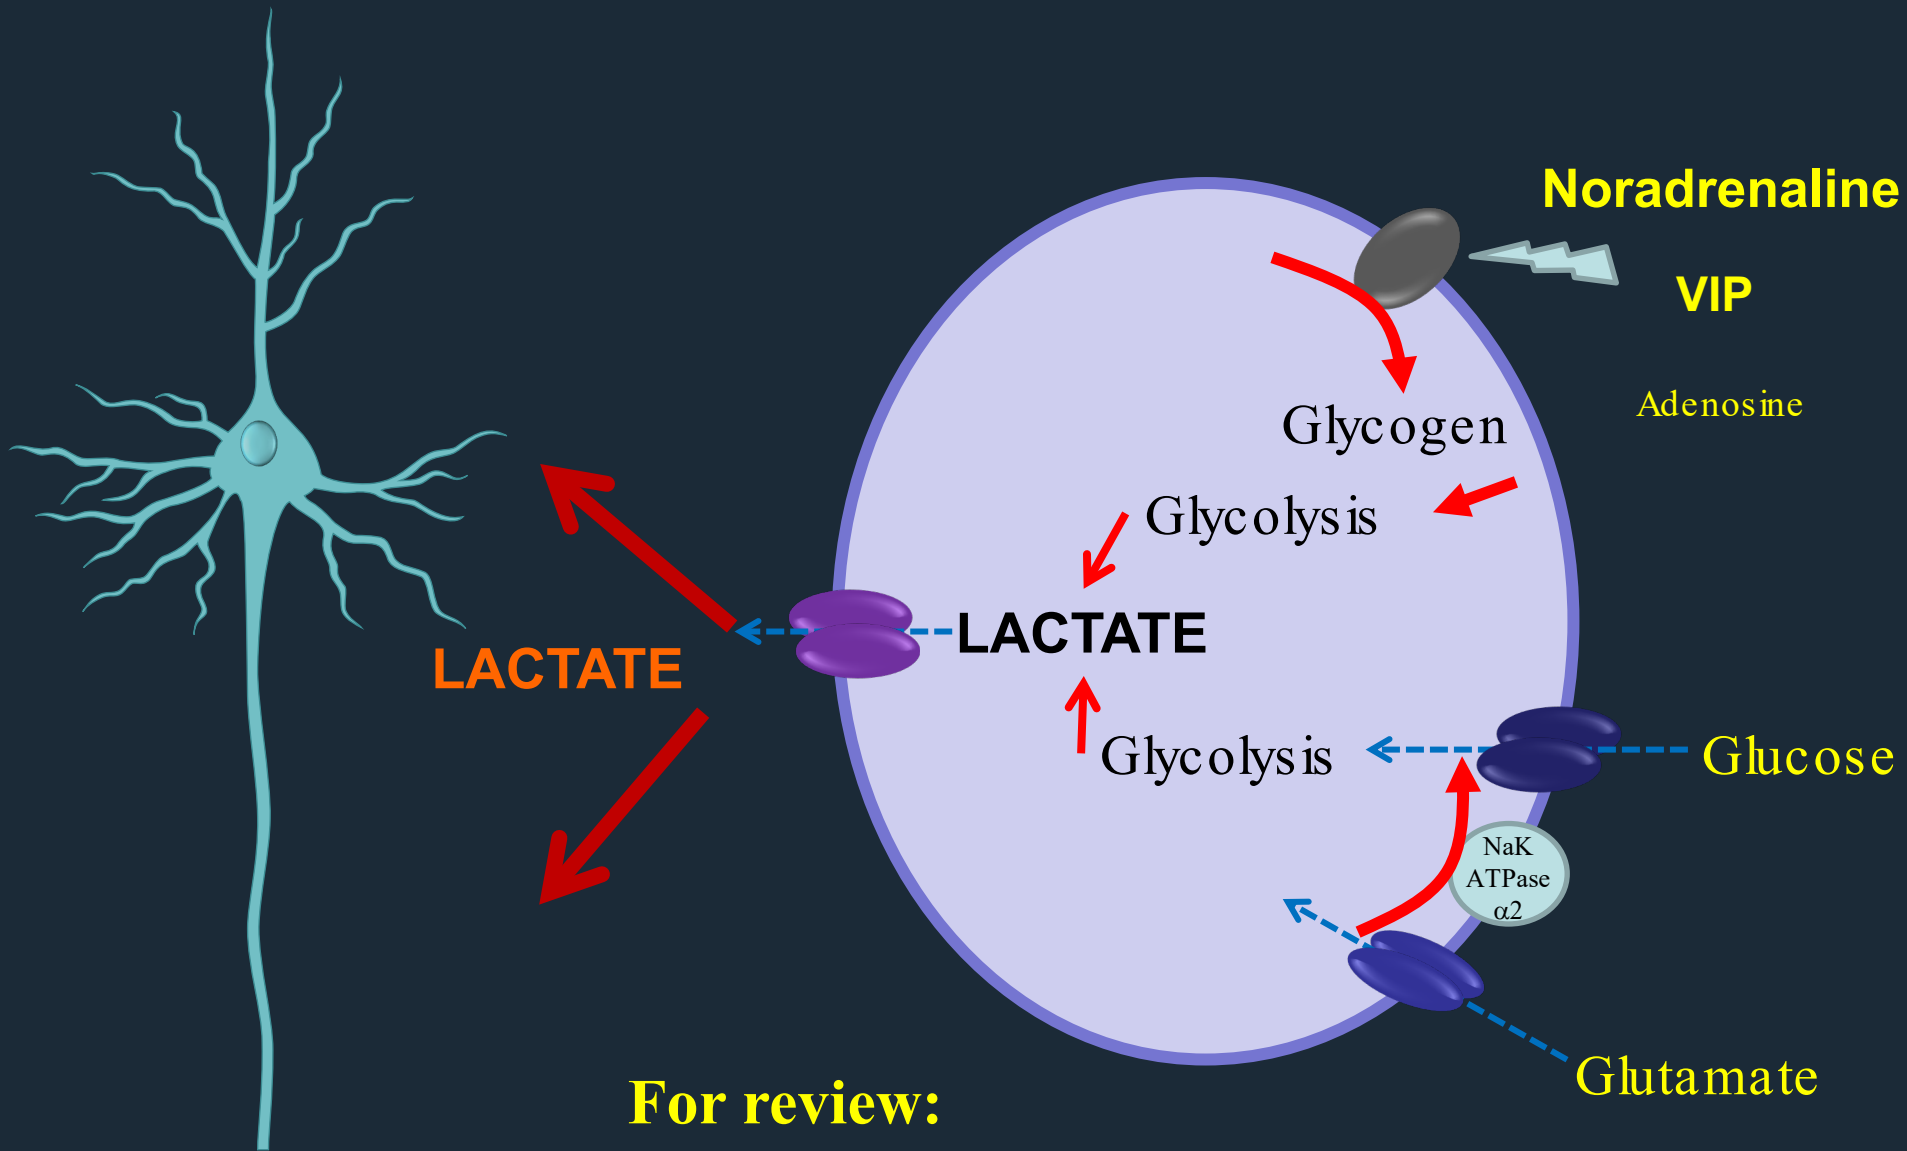 Noradrenaline
VIP
Adenosine
Glycogen
Glycolysis
LACTATE
LACTATE
Glycolysis
Glucose
NaK
ATPase
α2
Glutamate
For review: